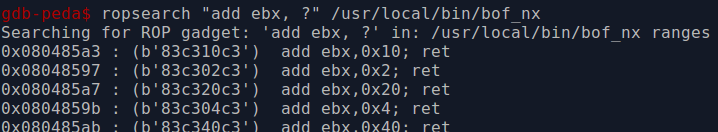 gdb-peda$ ropsearch "add ebx, ?" /usr/local/bin/bof_nx
Searching for ROP gadget: 'add ebx, ?' in: /usr/local/bin/bof_nx ranges
0x080485a3 : (b'83c310c3')  add ebx,0x10; ret
0x08048597 : (b'83c302c3')  add ebx,0x2; ret
0x080485a7 : (b'83c320c3')  add ebx,0x20; ret
0x0804859b : (b'83c304c3')  add ebx,0x4; ret
0x080485ab : (b'83c340c3')  add ebx,0x40; ret